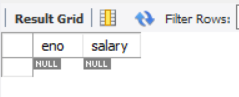 Result Grid Filter Rows:
eno salary
NULL NULL